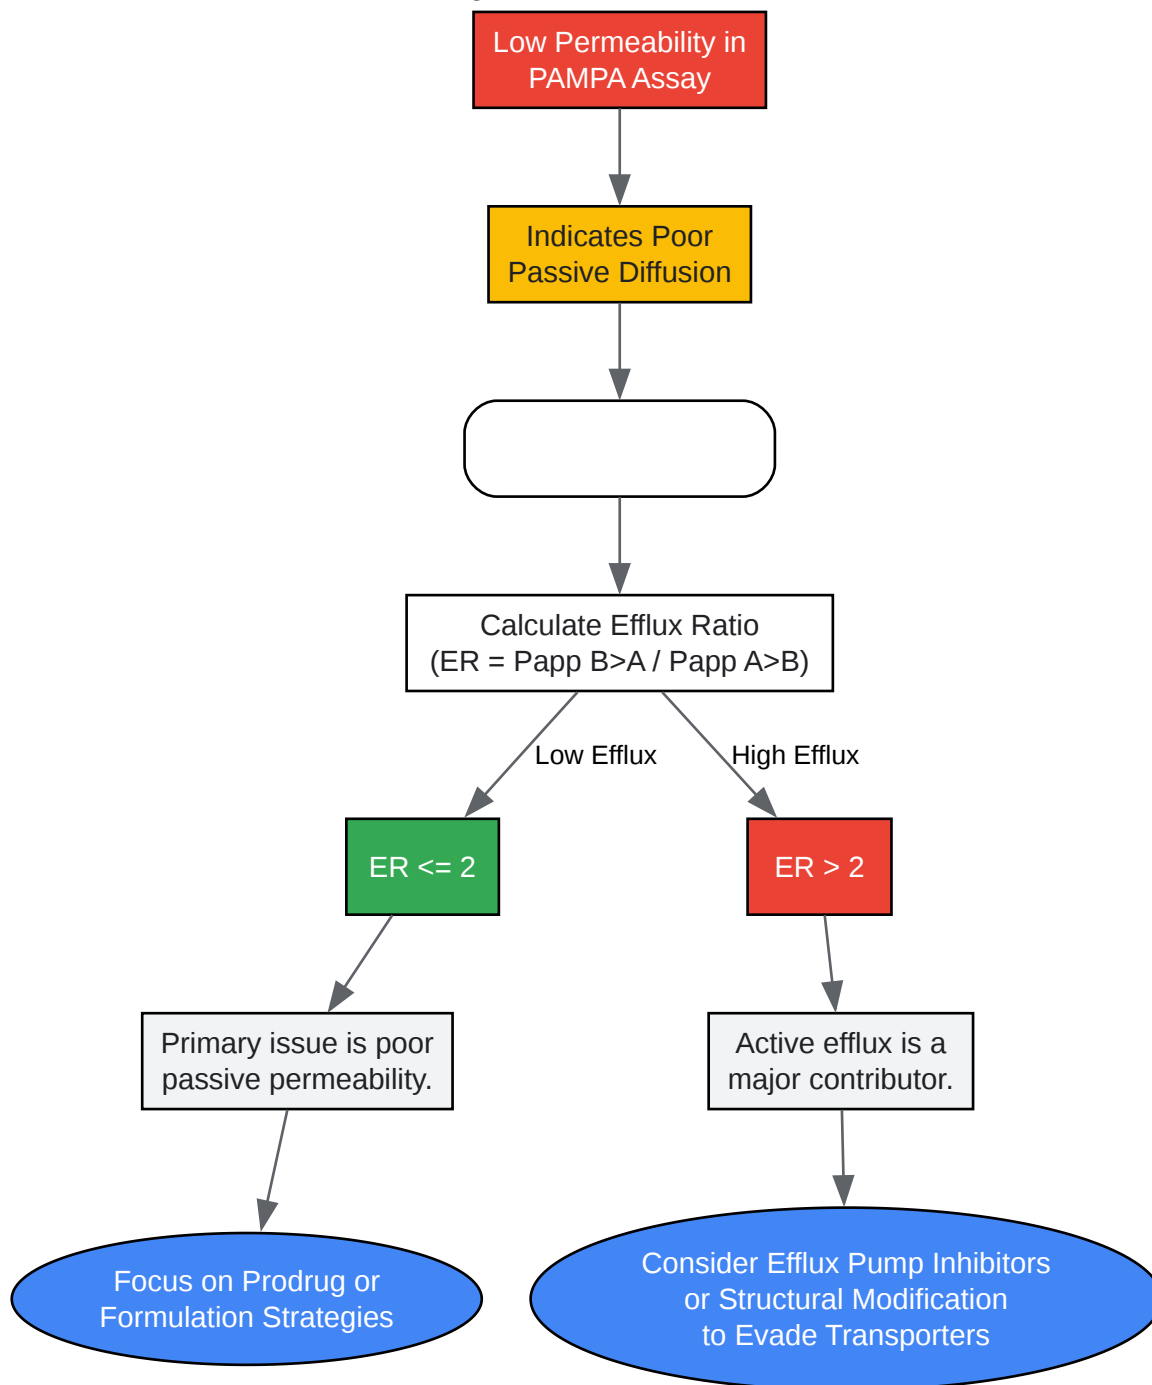 Low Permeability in
PAMPA Assay
Indicates Poor
Passive Diffusion
Calculate Efflux Ratio
(ER = Papp B>A / Papp A>B)
Low Efflux
High Efflux
ER <= 2
ER > 2
Primary issue is poor
passive permeability.
Active efflux is a
major contributor.
Focus on Prodrug or
Formulation Strategies
Consider Efflux Pump Inhibitors
or Structural Modification
to Evade Transporters